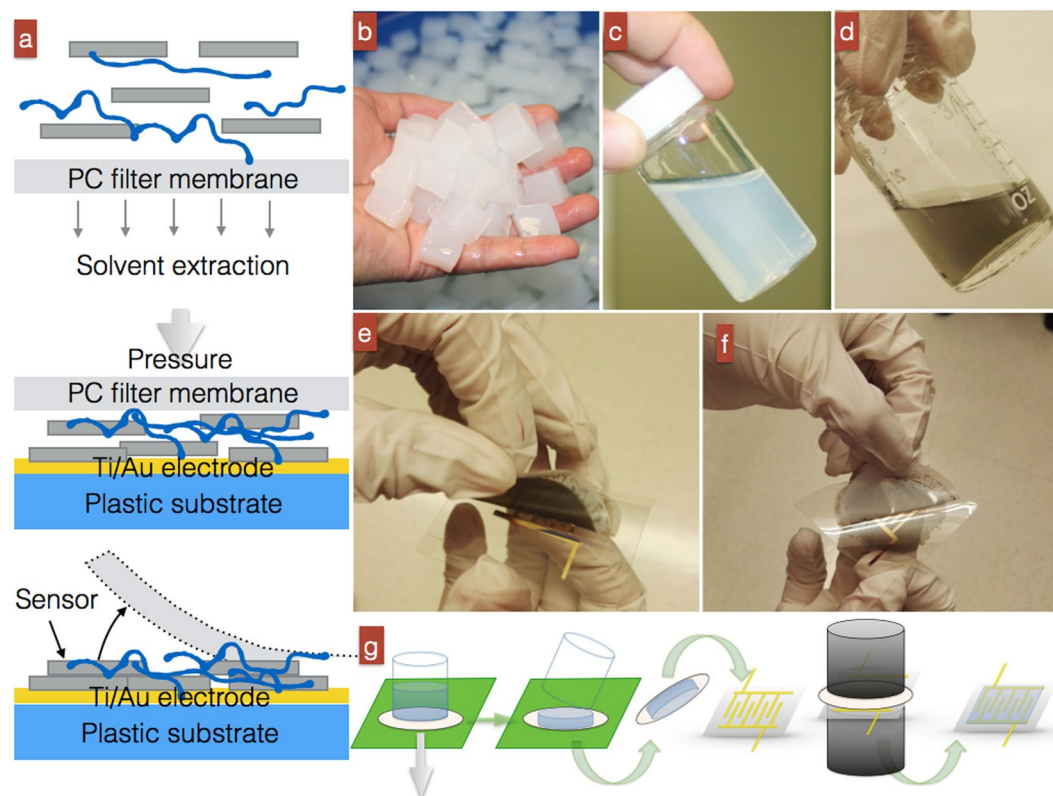 a
PC filter membrane
Solvent extraction
Pressure
PC filter membrane
Ti/Au electrode
Plastic substrate
Sensor
Ti/Au electrode
Plastic substrate
b
c
d
OZ
e
f
g